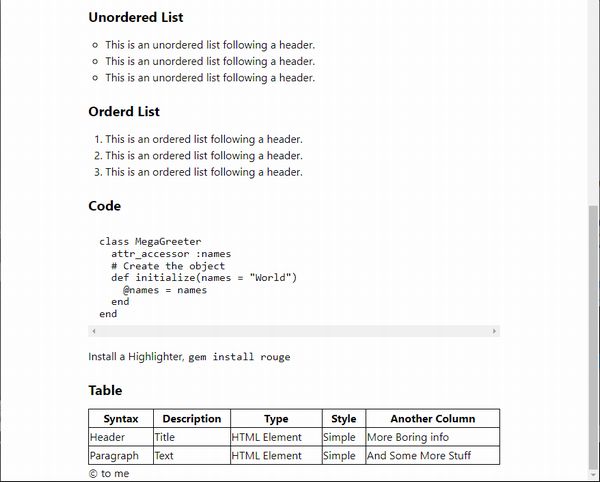 Unordered List
This is an unordered list following a header.
This is an unordered list following a header.
This is an unordered list following a header.
Orderd List
1. This is an ordered list following a header.
2. This is an ordered list following a header.
3. This is an ordered list following a header.
Code
class MegaGreeter
  attr_accessor :names
  # Create the object
  def initialize(names = "World")
    @names = names
  end
end
Install a Highlighter, gem install rouge
Table
Syntax Description Type Style Another Column
Header Title HTML Element Simple More Boring info
Paragraph Text HTML Element Simple And Some More Stuff
© to me